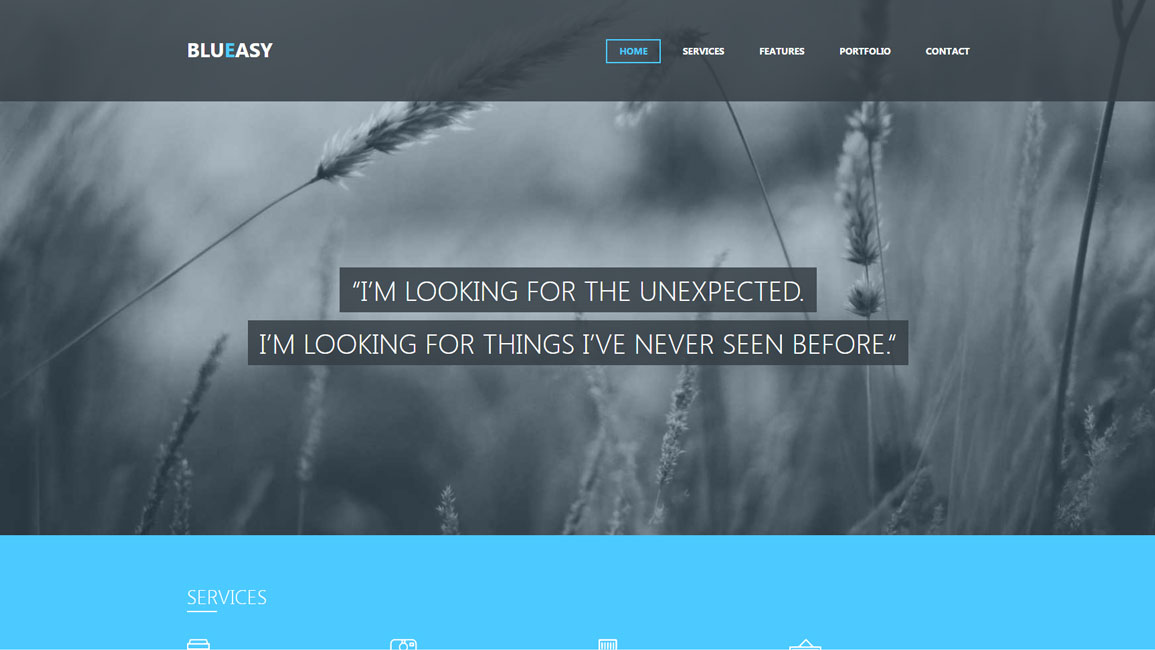 BLUEASY
HOME SERVICES FEATURES PORTFOLIO CONTACT
“I’M LOOKING FOR THE UNEXPECTED.
I’M LOOKING FOR THINGS I’VE NEVER SEEN BEFORE.“
SERVICES